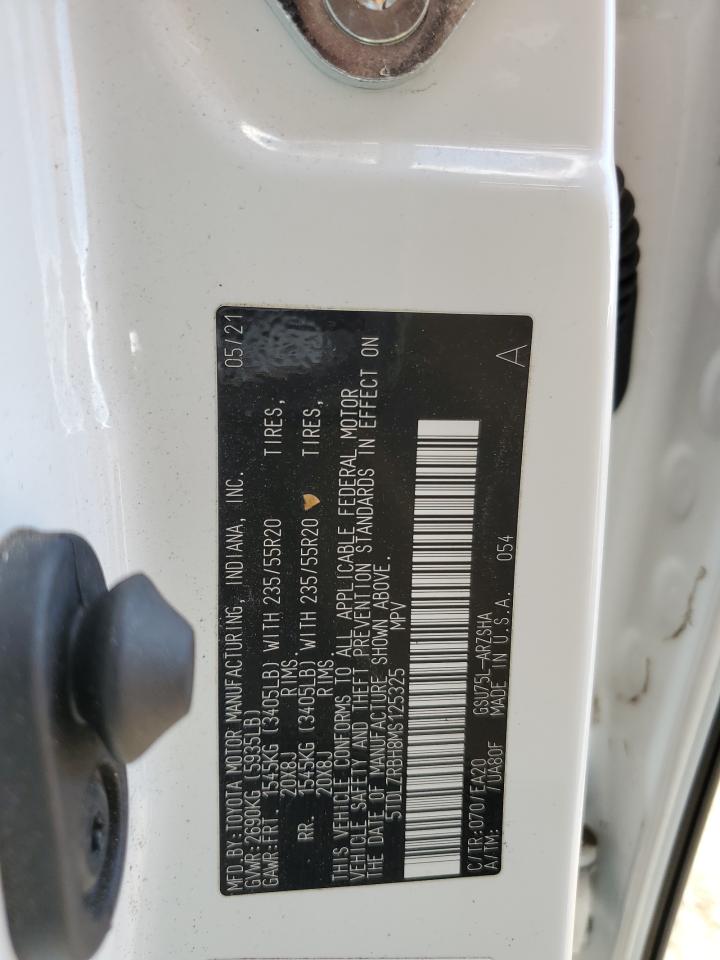 MFD.BY:TOYOTA MOTOR MANUFACTURING, INDIANA, INC. 05/21
GVWR:2690KG (5935LB)
GAWR:FRT. 1545KG (3405LB) WITH 235/55R20 TIRES,
20X8J RIMS.
RR. 1545KG (3405LB) WITH 235/55R20 TIRES,
20X8J RIMS.
THIS VEHICLE CONFORMS TO ALL APPLICABLE FEDERAL MOTOR
VEHICLE SAFETY AND THEFT PREVENTION STANDARDS IN EFFECT ON
THE DATE OF MANUFACTURE SHOWN ABOVE.
5TDLZRBH8MS125325 MPV
C/TR:070/EA20 GSU75L-ARZSHA
A/TM: /UA80F MADE IN U.S.A. 054 A